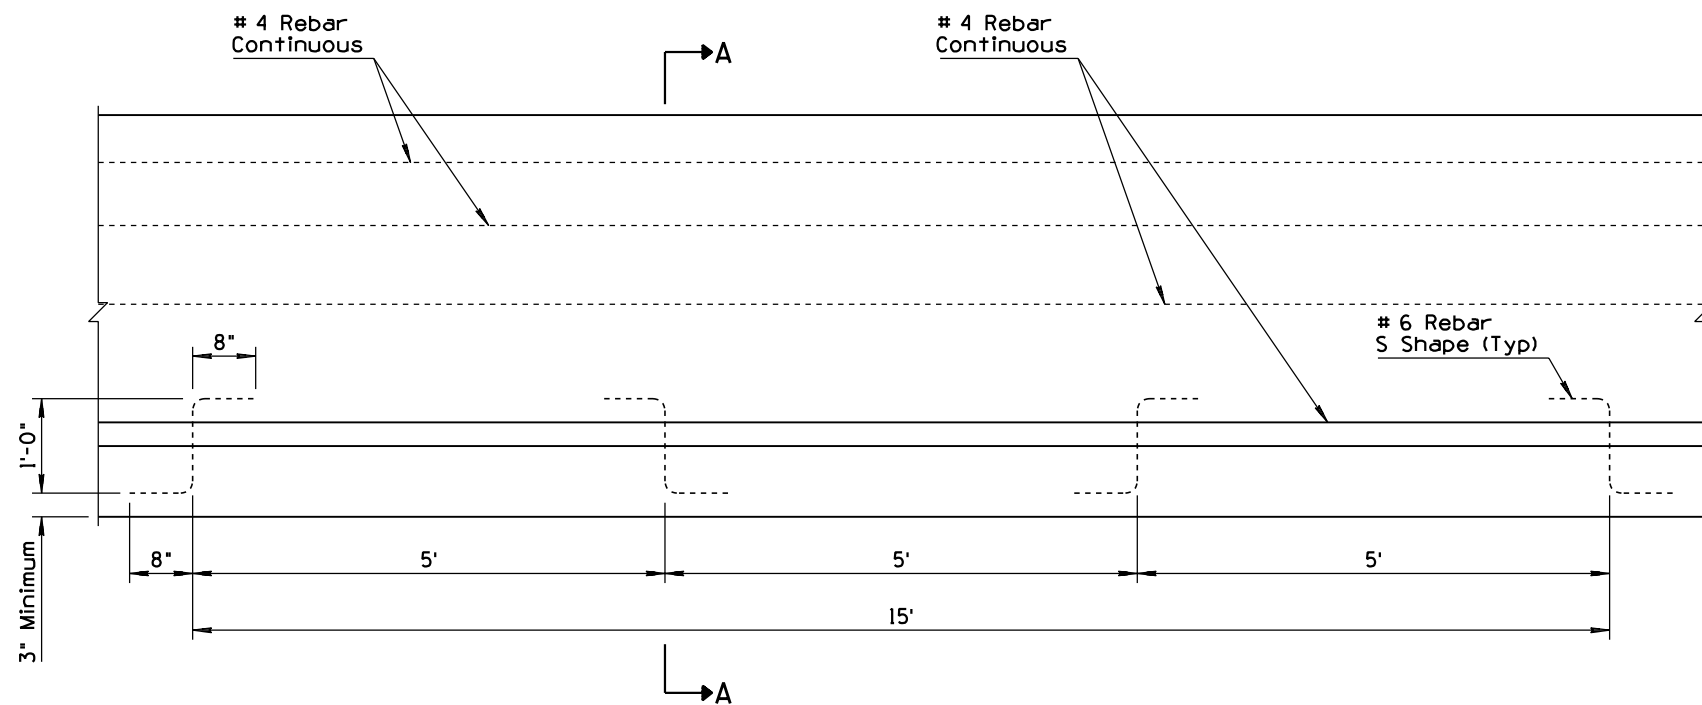 # 4 Rebar
Continuous
A
# 4 Rebar
Continuous
# 6 Rebar
S Shape (Typ)
8"
1'-0"
3" Minimum
8"
5'
5'
5'
15'
A